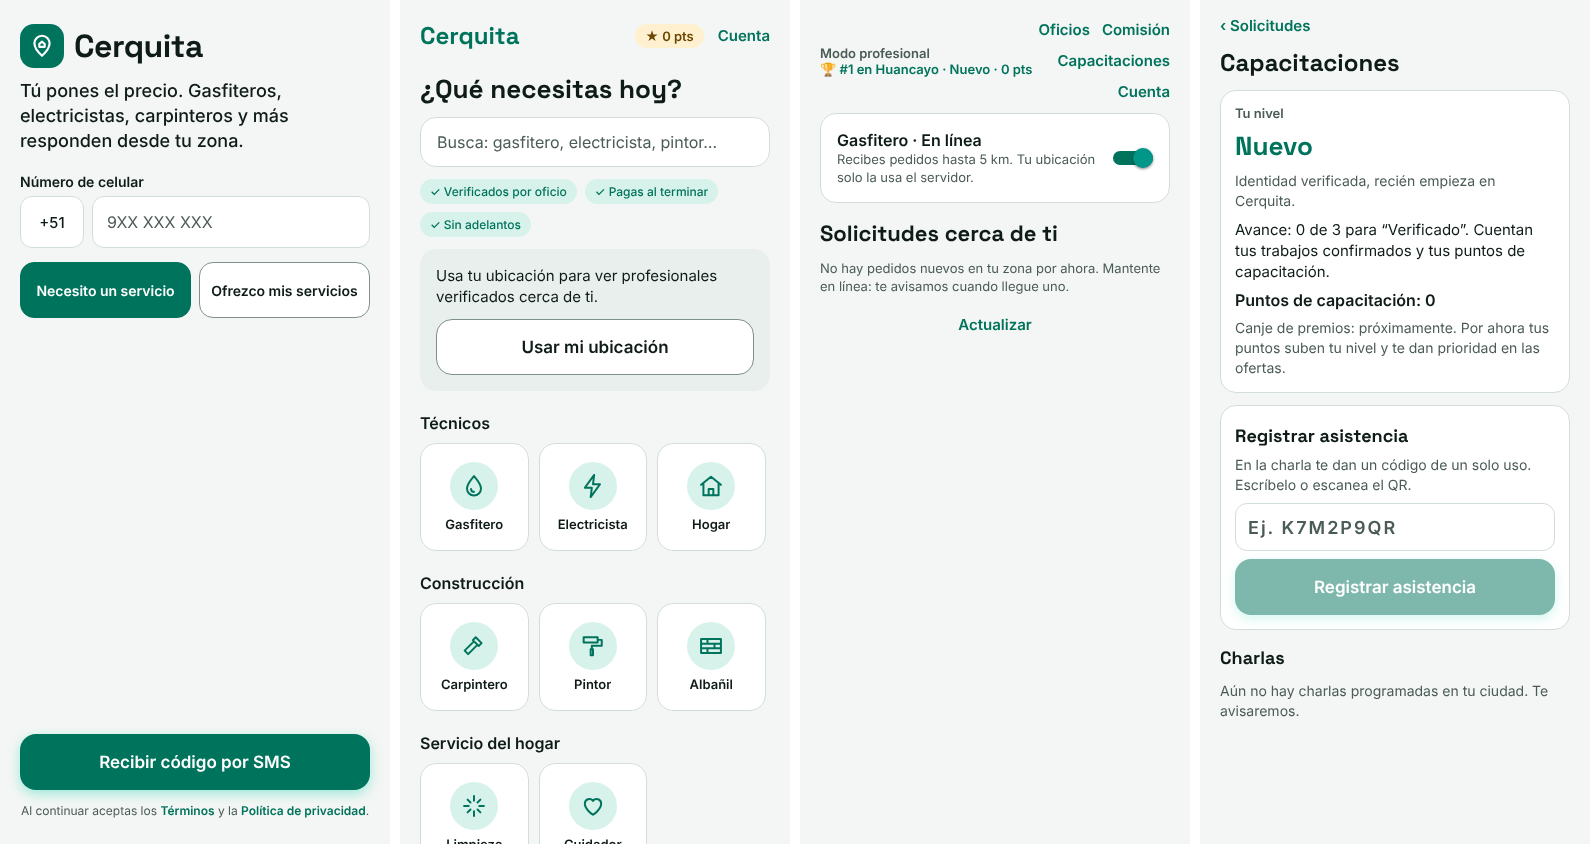 Cerquita
Tú pones el precio. Gasfiteros,
electricistas, carpinteros y más
responden desde tu zona.
Número de celular
+51
9XX XXX XXX
Necesito un servicio
Ofrezco mis servicios
Recibir código por SMS
Al continuar aceptas los Términos y la Política de privacidad.
Cerquita
★ 0 pts
Cuenta
¿Qué necesitas hoy?
Busca: gasfitero, electricista, pintor...
✓ Verificados por oficio
✓ Pagas al terminar
✓ Sin adelantos
Usa tu ubicación para ver profesionales
verificados cerca de ti.
Usar mi ubicación
Técnicos
Gasfitero
Electricista
Hogar
Construcción
Carpintero
Pintor
Albañil
Servicio del hogar
Limpieza
Cuidador
Oficios
Comisión
Modo profesional
🏆 #1 en Huancayo · Nuevo · 0 pts
Capacitaciones
Cuenta
Gasfitero · En línea
Recibes pedidos hasta 5 km. Tu ubicación
solo la usa el servidor.
Solicitudes cerca de ti
No hay pedidos nuevos en tu zona por ahora. Mantente
en línea: te avisamos cuando llegue uno.
Actualizar
‹ Solicitudes
Capacitaciones
Tu nivel
Nuevo
Identidad verificada, recién empieza en
Cerquita.
Avance: 0 de 3 para “Verificado”. Cuentan
tus trabajos confirmados y tus puntos de
capacitación.
Puntos de capacitación: 0
Canje de premios: próximamente. Por ahora tus
puntos suben tu nivel y te dan prioridad en las
ofertas.
Registrar asistencia
En la charla te dan un código de un solo uso.
Escríbelo o escanea el QR.
Ej. K7M2P9QR
Registrar asistencia
Charlas
Aún no hay charlas programadas en tu ciudad. Te
avisaremos.